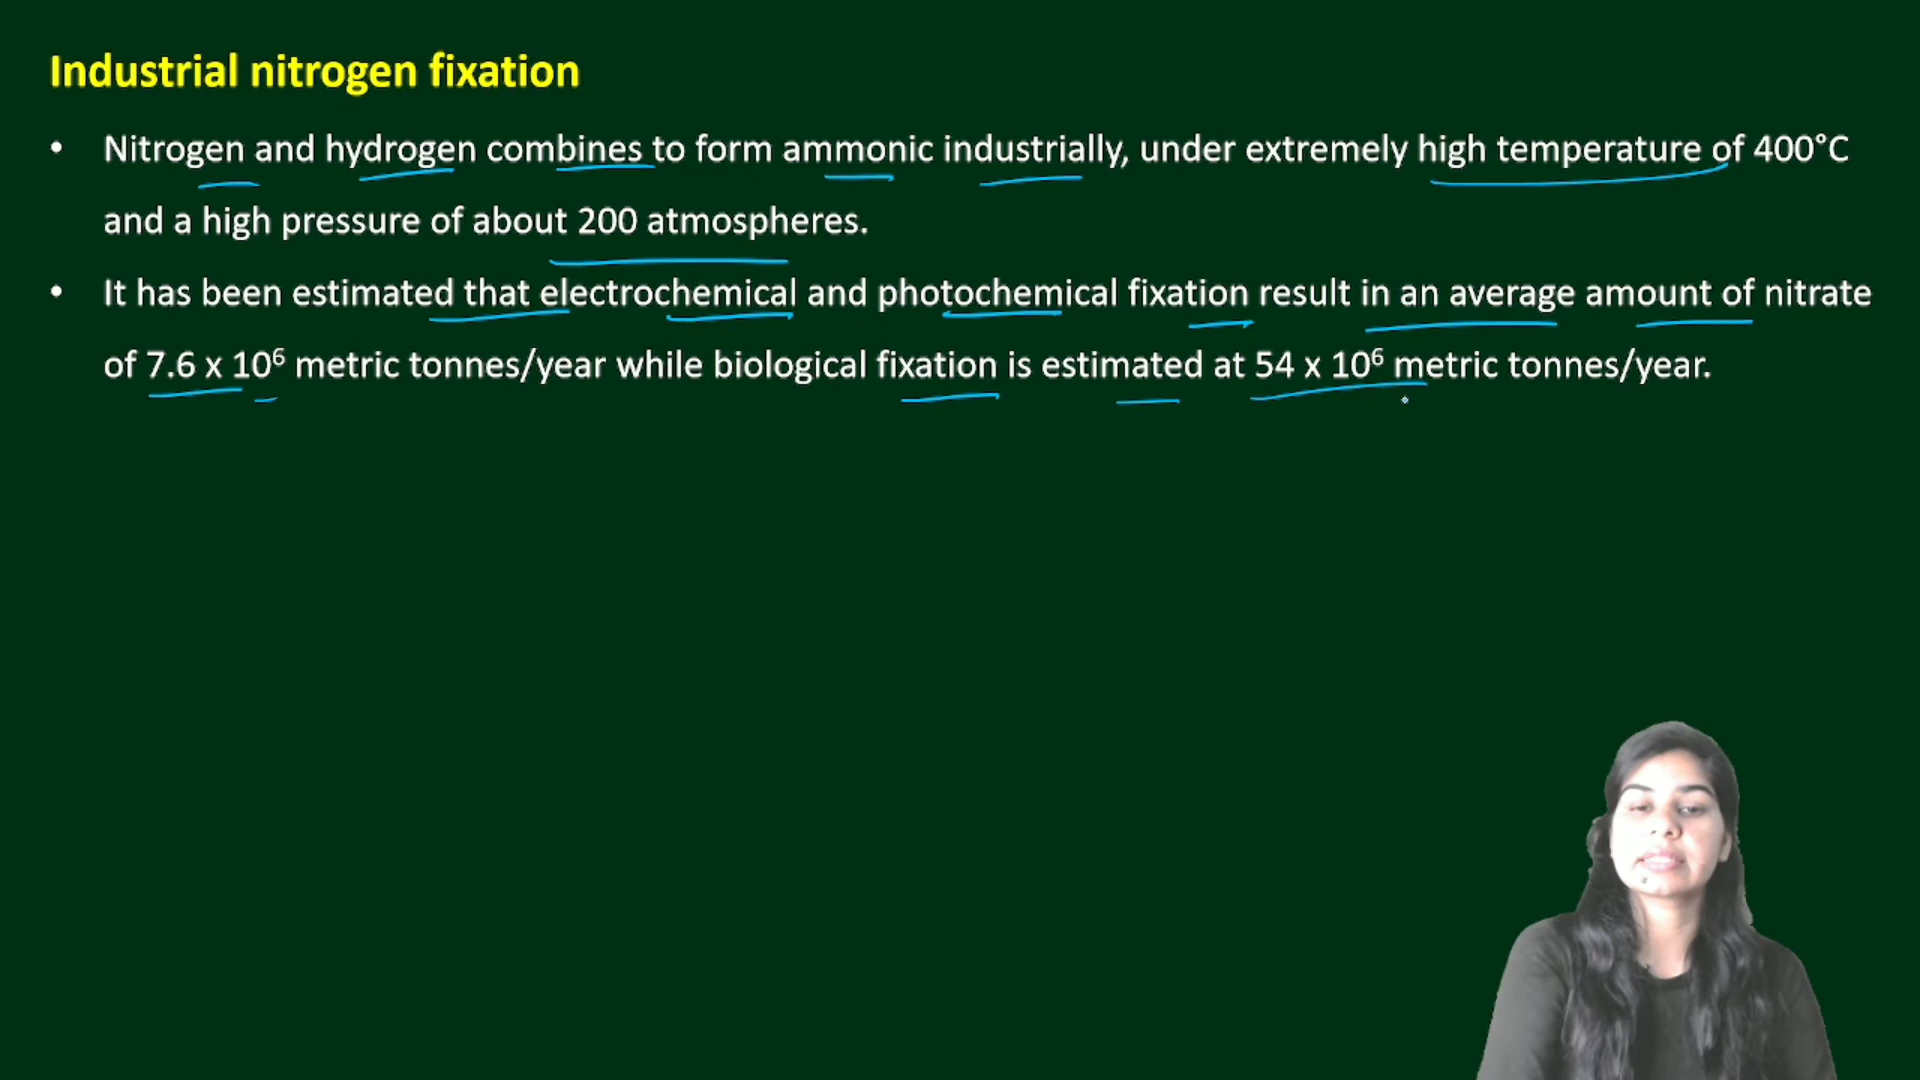 Industrial nitrogen fixation
• Nitrogen and hydrogen combines to form ammonic industrially, under extremely high temperature of 400°C
and a high pressure of about 200 atmospheres.
• It has been estimated that electrochemical and photochemical fixation result in an average amount of nitrate
of 7.6 x 10⁶ metric tonnes/year while biological fixation is estimated at 54 x 10⁶ metric tonnes/year.